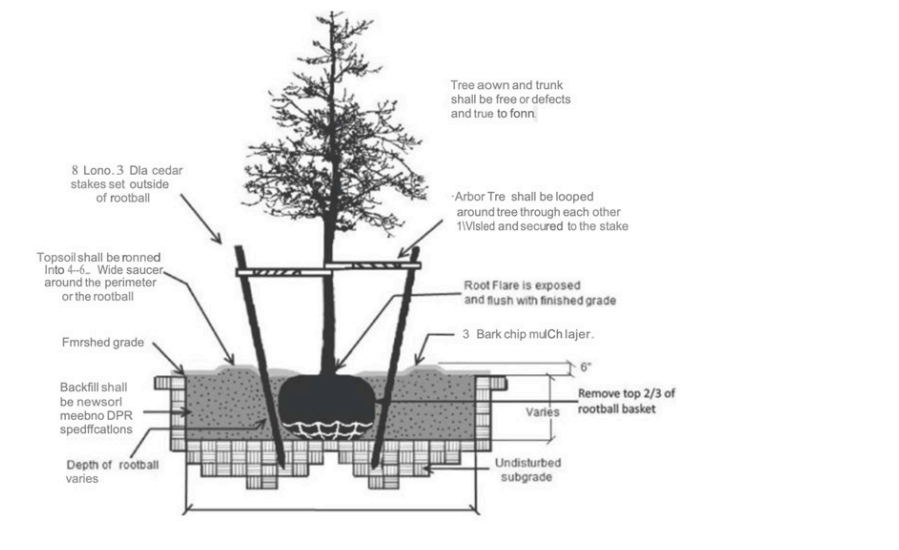 Tree aown and trunk
shall be free or defects
and true to fonn
8 Lono. 3 Dla cedar
stakes set outside
of rootball
·Arbor Tre shall be looped
around tree through each other
1\Vlsled and secured to the stake
Topsoil shall be ronned
Into 4-6.. Wide saucer
around the perimeter
or the rootball
Root Flare is exposed
and flush with finished grade
3 Bark chip mulCh lajer.
Fmrshed grade
6"
Backfill shall
be newsorl
meebno DPR
spedffcatlons
Remove top 2/3 of
rootball basket
Varies
Depth of rootball
varies
Undisturbed
subgrade